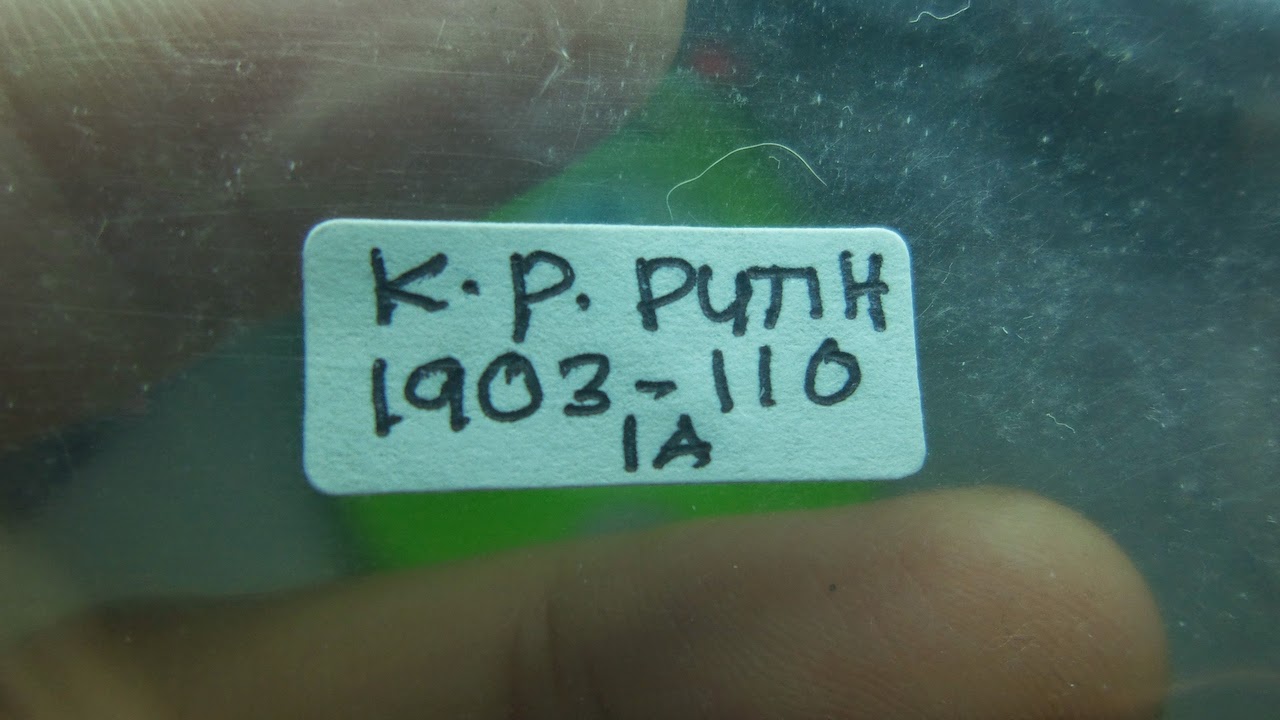 K. P. PUTIH
1903-110
1A